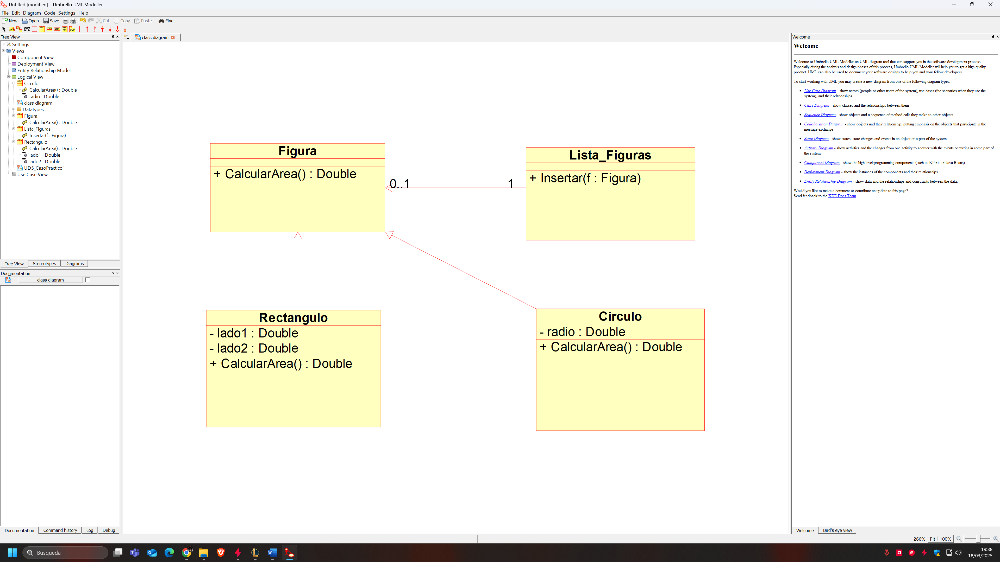 Untitled [modified] – Umbrello UML Modeller
File Edit Diagram Code Settings Help
New Open Save Cut Copy Paste Find
XYZ
Tree View
Settings
Views
Component View
Deployment View
Entity Relationship Model
Logical View
Circulo
CalcularArea() : Double
radio : Double
class diagram
Datatypes
Figura
CalcularArea() : Double
Lista_Figuras
Insertar(f : Figura)
Rectangulo
CalcularArea() : Double
lado1 : Double
lado2 : Double
UD5_CasoPractico1
Use Case View
Tree View Stereotypes Diagrams
Documentation
class diagram
Documentation Command history Log Debug
class diagram
Figura
+ CalcularArea() : Double
0..1
1
Lista_Figuras
+ Insertar(f : Figura)
Rectangulo
- lado1 : Double
- lado2 : Double
+ CalcularArea() : Double
Circulo
- radio : Double
+ CalcularArea() : Double
Welcome
Welcome
Welcome to Umbrello UML Modeller an UML diagram tool that can support you in the software development process.
Especially during the analysis and design phases of this process, Umbrello UML Modeller will help you to get a high quality
product. UML can also be used to document your software designs to help you and your fellow developers.
To start working with UML you may create a new diagram from one of the following diagram types:
• Use Case Diagram - show actors (people or other users of the system), use cases (the scenarios when they use the
system), and their relationships
• Class Diagram - show classes and the relationships between them
• Sequence Diagram - show objects and a sequence of method calls they make to other objects.
• Collaboration Diagram - show objects and their relationship, putting emphasis on the objects that participate in the
message exchange
• State Diagram - show states, state changes and events in an object or a part of the system
• Activity Diagram - show activities and the changes from one activity to another with the events occurring in some part of
the system
• Component Diagram - show the high level programming components (such as KParts or Java Beans).
• Deployment Diagram - show the instances of the components and their relationships.
• Entity Relationship Diagram - show data and the relationships and constraints between the data.
Would you like to make a comment or contribute an update to this page?
Send feedback to the KDE Docs Team
Welcome Bird's eye view
266% Fit 100%
Búsqueda
19:38
18/03/2025